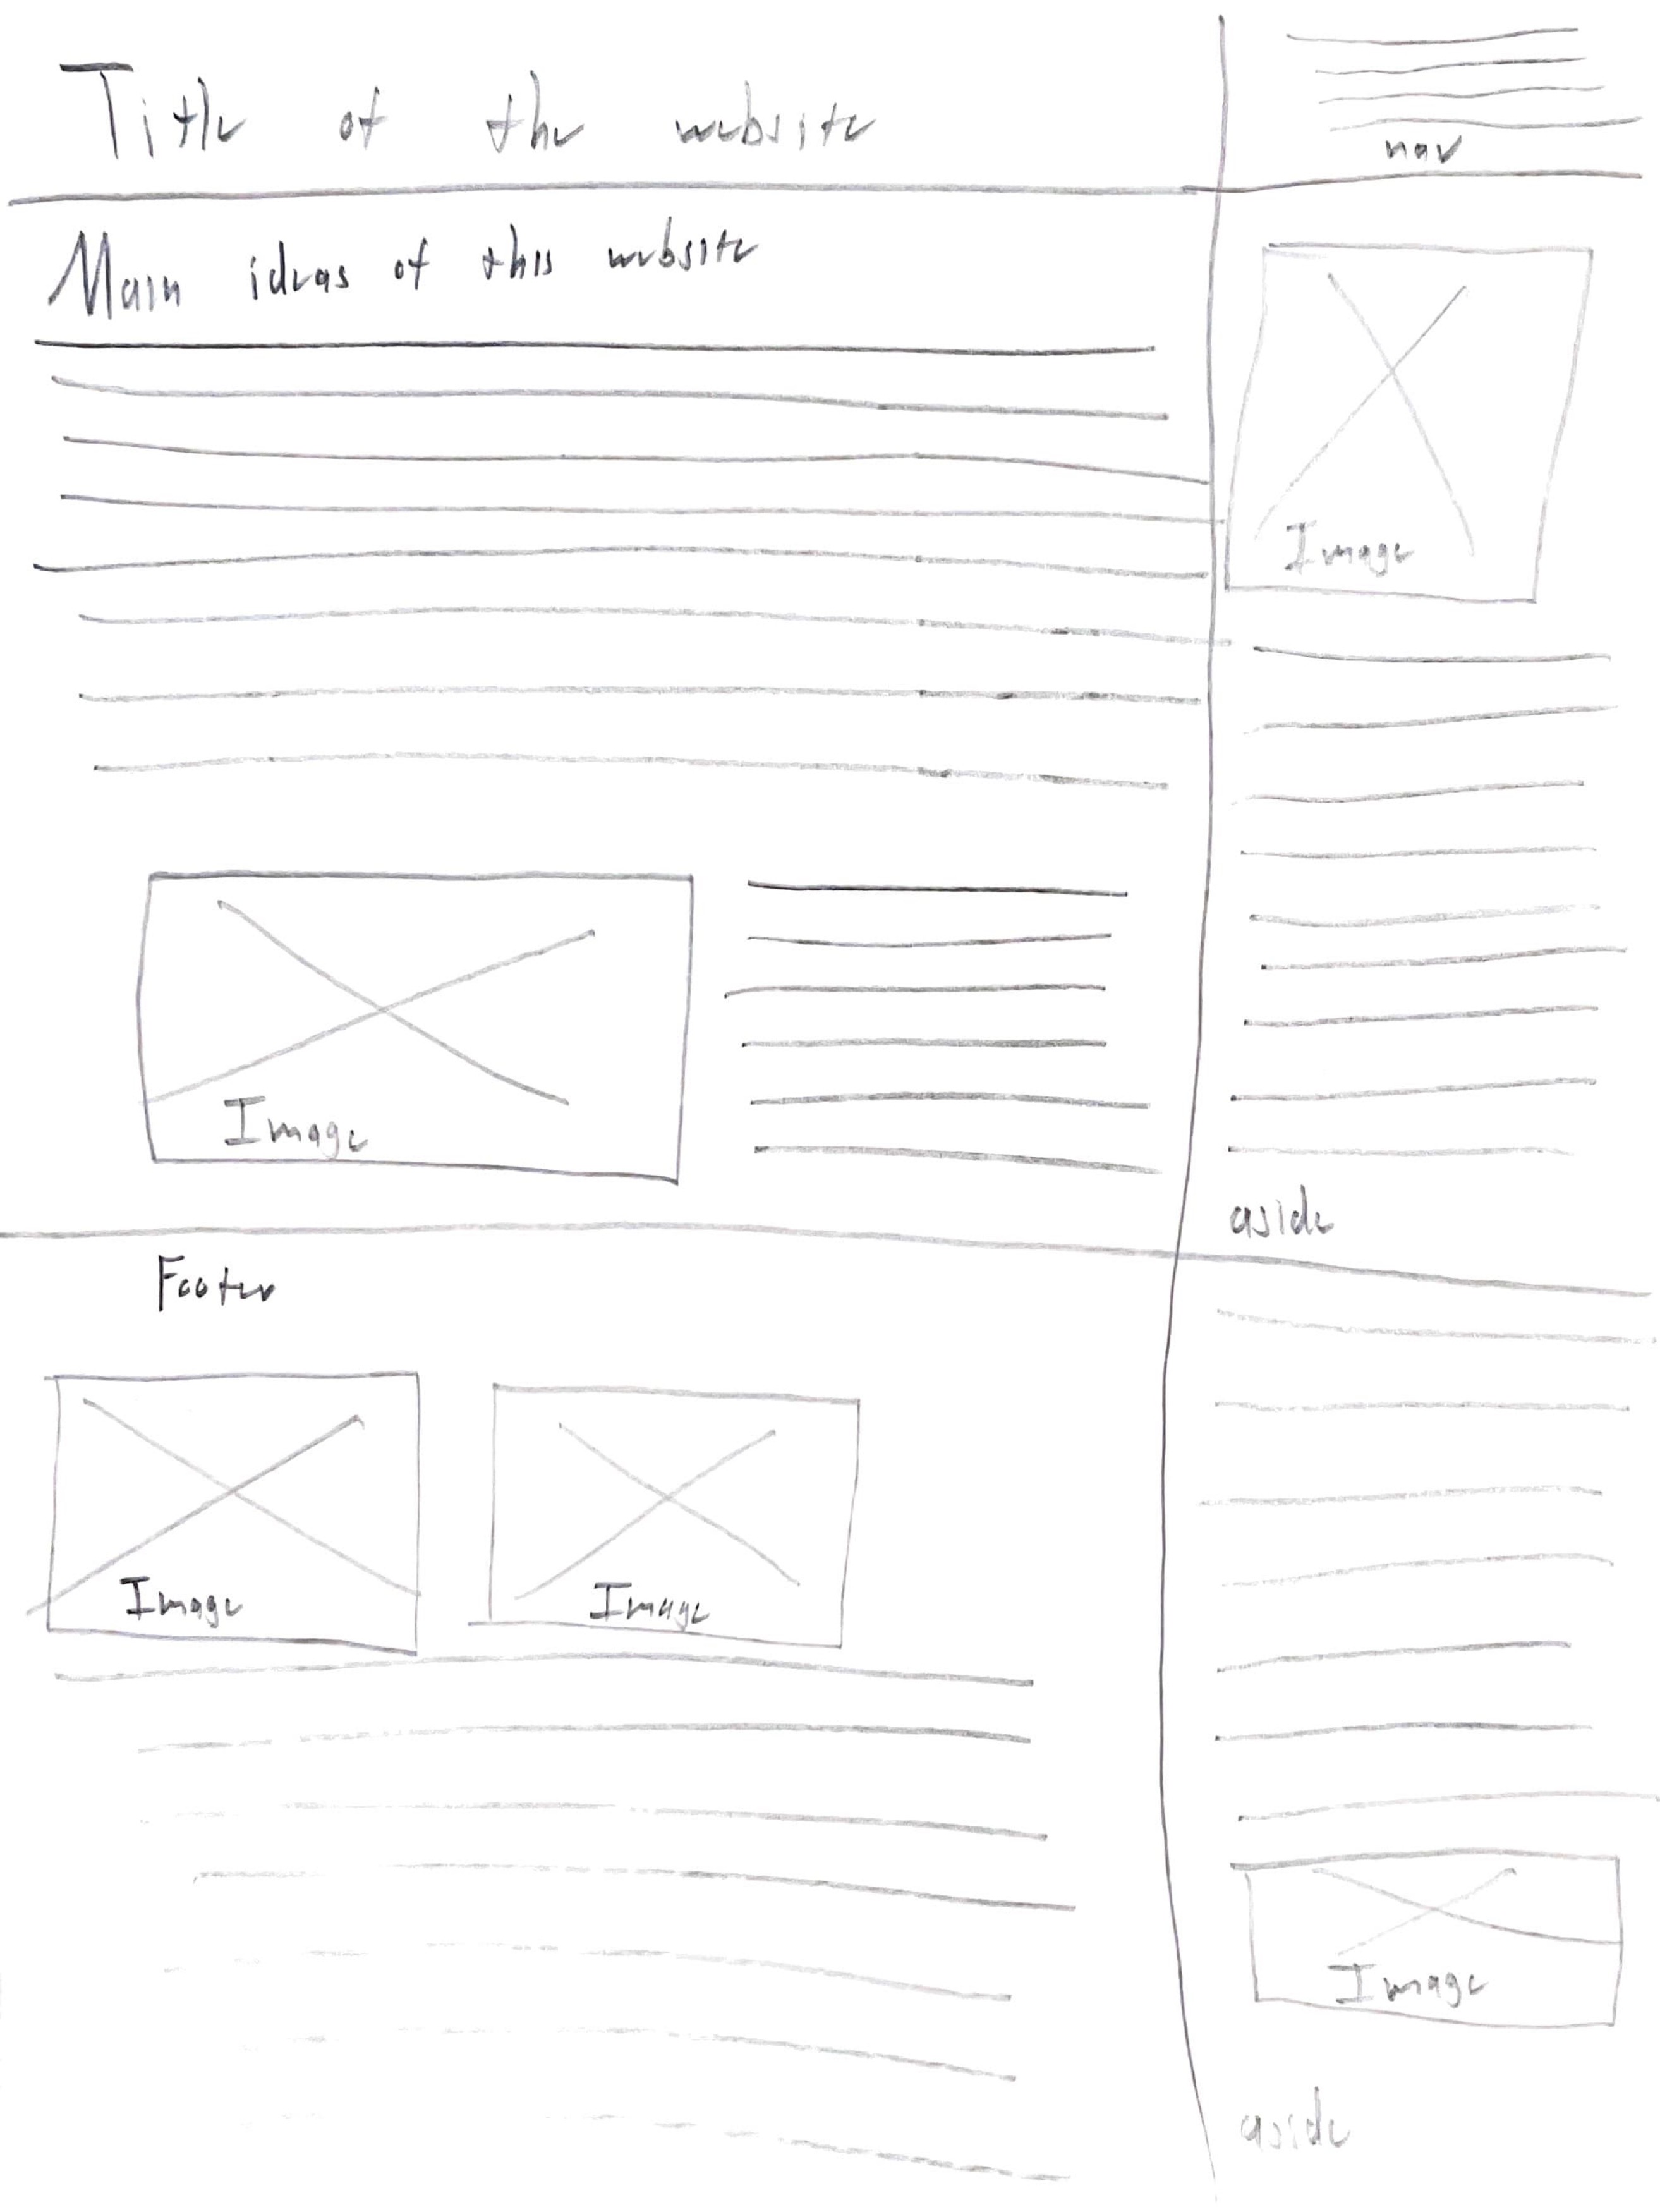 Title of the website
nav
Main ideas of this website
Image
Image
aside
Footer
Image
Image
Image
aside